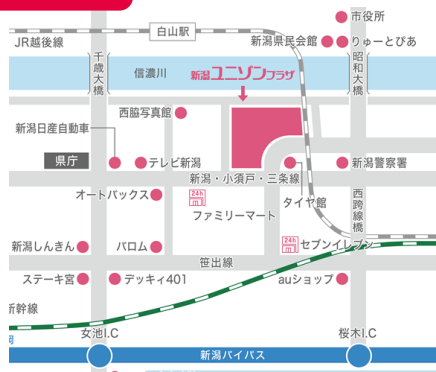 市役所
JR越後線
白山駅
新潟県民会館
りゅーとぴあ
千歳大橋
昭和大橋
信濃川
新潟ユニゾンプラザ
西脇写真館
新潟日産自動車
県庁
テレビ新潟
新潟警察署
新潟・小須戸・三条線
タイヤ館
オートバックス
24h
ファミリーマート
西跨線橋
新潟しんきん
バロム
24h
セブンイレブン
笹出線
ステーキ宮
デッキィ401
auショップ
新幹線
女池I.C
桜木I.C
新潟バイパス